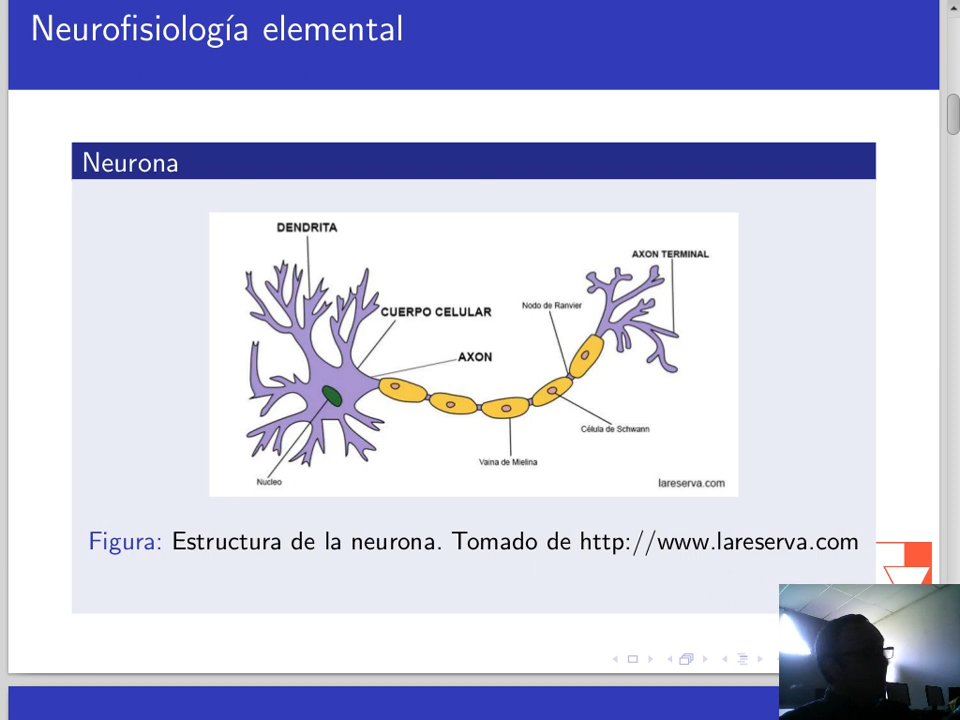 Neurofisiología elemental
Neurona
DENDRITA
AXON TERMINAL
Nodo de Ranvier
CUERPO CELULAR
AXON
Célula de Schwann
Vaina de Mielina
Nucleo
lareserva.com
Figura: Estructura de la neurona. Tomado de http://www.lareserva.com